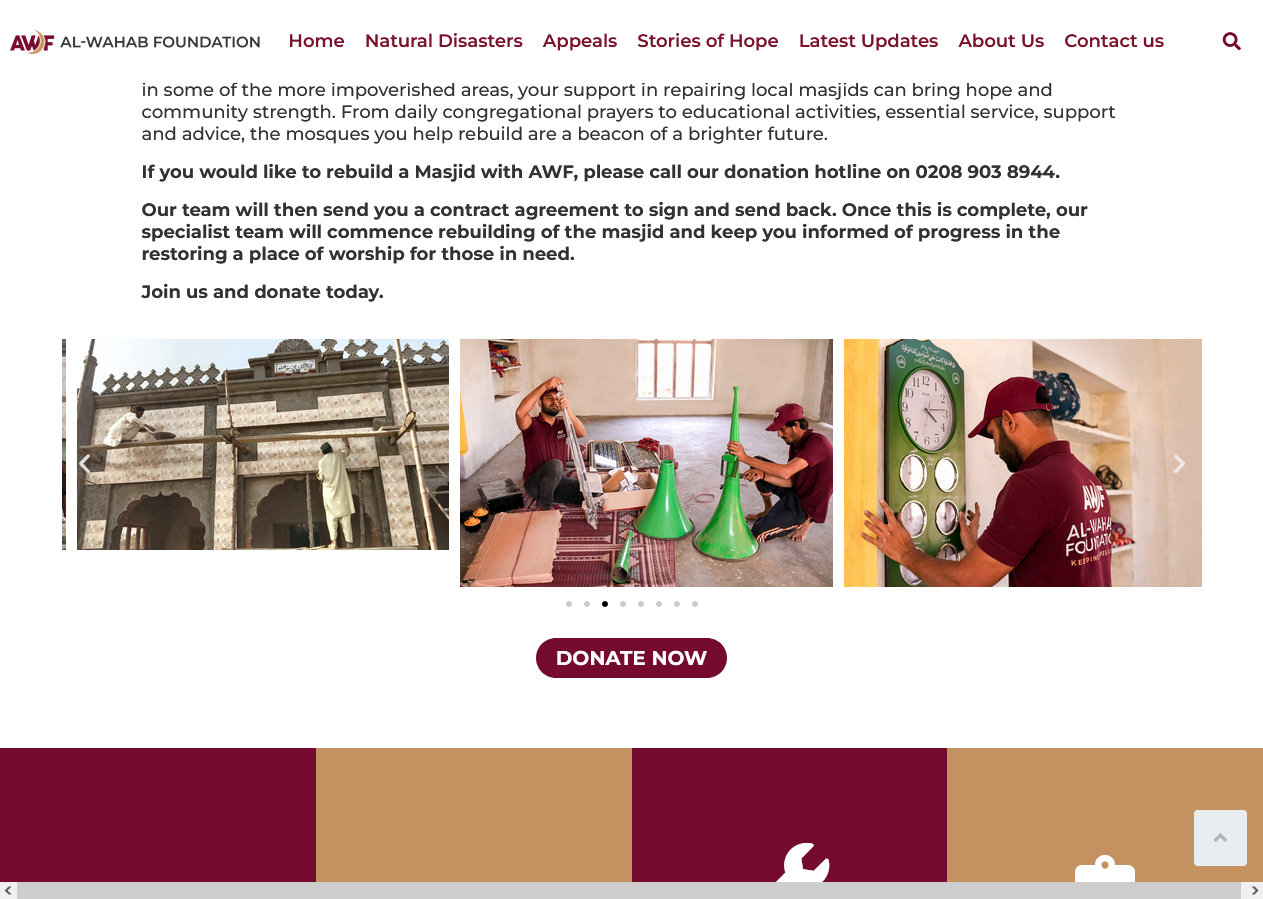 AWF AL-WAHAB FOUNDATION Home Natural Disasters Appeals Stories of Hope Latest Updates About Us Contact us
in some of the more impoverished areas, your support in repairing local masjids can bring hope and
community strength. From daily congregational prayers to educational activities, essential service, support
and advice, the mosques you help rebuild are a beacon of a brighter future.
If you would like to rebuild a Masjid with AWF, please call our donation hotline on 0208 903 8944.
Our team will then send you a contract agreement to sign and send back. Once this is complete, our
specialist team will commence rebuilding of the masjid and keep you informed of progress in the
restoring a place of worship for those in need.
Join us and donate today.
AWF
AL-WAHAB
DONATE NOW